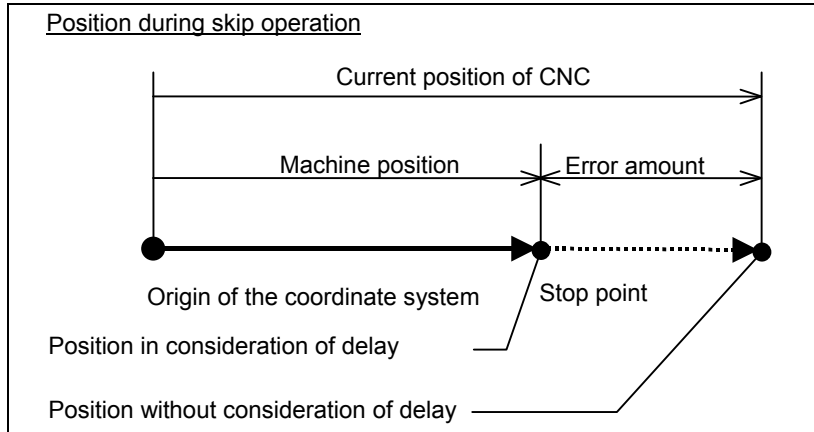 Position during skip operation
Current position of CNC
Machine position
Error amount
Origin of the coordinate system
Stop point
Position in consideration of delay
Position without consideration of delay